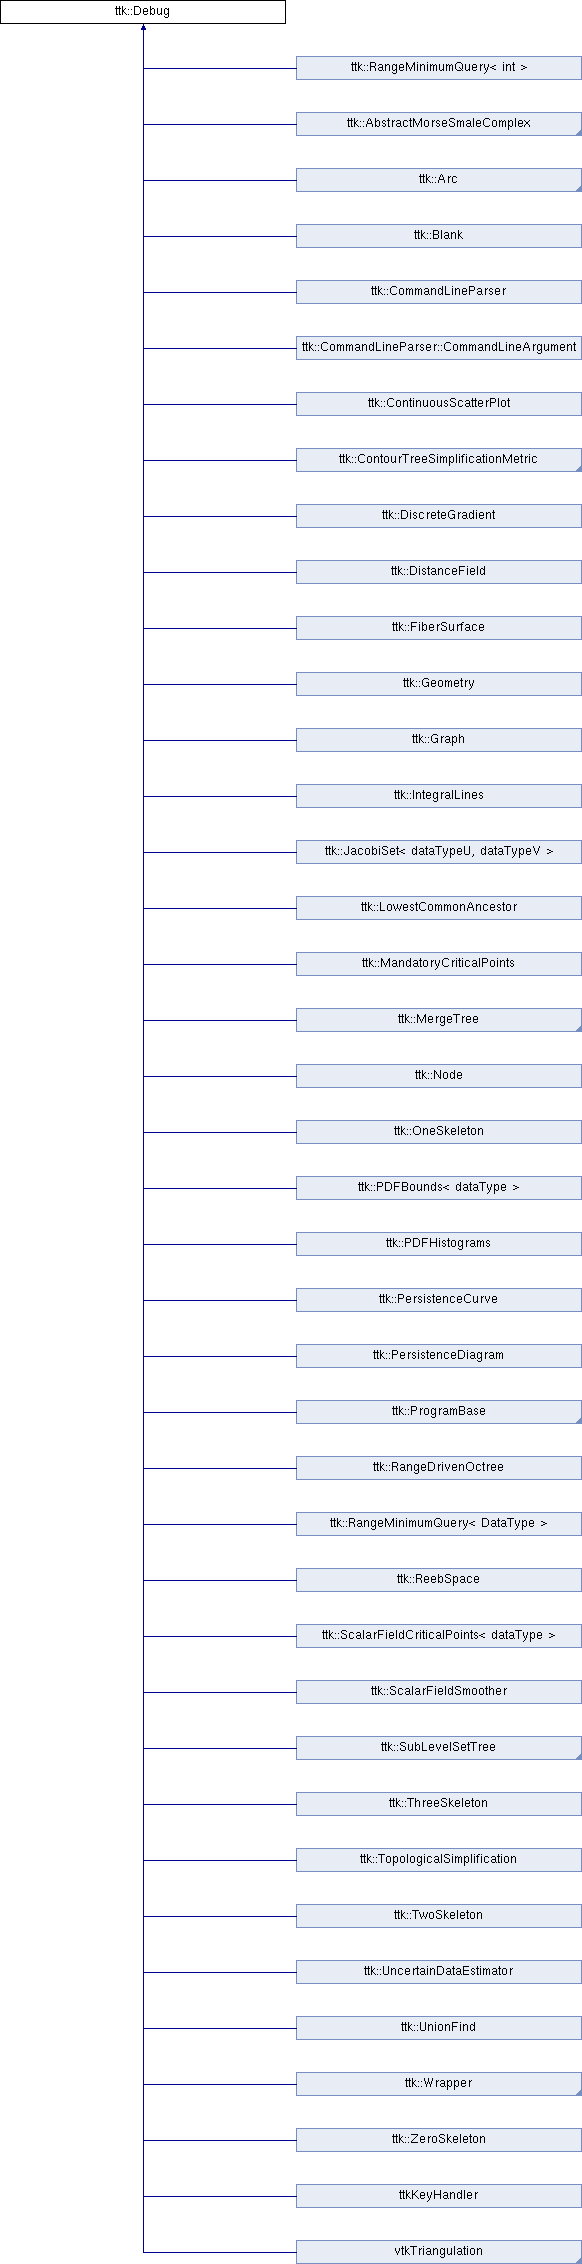 ttk::Debug
ttk::RangeMinimumQuery< int >
ttk::AbstractMorseSmaleComplex
ttk::Arc
ttk::Blank
ttk::CommandLineParser
ttk::CommandLineParser::CommandLineArgument
ttk::ContinuousScatterPlot
ttk::ContourTreeSimplificationMetric
ttk::DiscreteGradient
ttk::DistanceField
ttk::FiberSurface
ttk::Geometry
ttk::Graph
ttk::IntegralLines
ttk::JacobiSet< dataTypeU, dataTypeV >
ttk::LowestCommonAncestor
ttk::MandatoryCriticalPoints
ttk::MergeTree
ttk::Node
ttk::OneSkeleton
ttk::PDFBounds< dataType >
ttk::PDFHistograms
ttk::PersistenceCurve
ttk::PersistenceDiagram
ttk::ProgramBase
ttk::RangeDrivenOctree
ttk::RangeMinimumQuery< DataType >
ttk::ReebSpace
ttk::ScalarFieldCriticalPoints< dataType >
ttk::ScalarFieldSmoother
ttk::SubLevelSetTree
ttk::ThreeSkeleton
ttk::TopologicalSimplification
ttk::TwoSkeleton
ttk::UncertainDataEstimator
ttk::UnionFind
ttk::Wrapper
ttk::ZeroSkeleton
ttkKeyHandler
vtkTriangulation